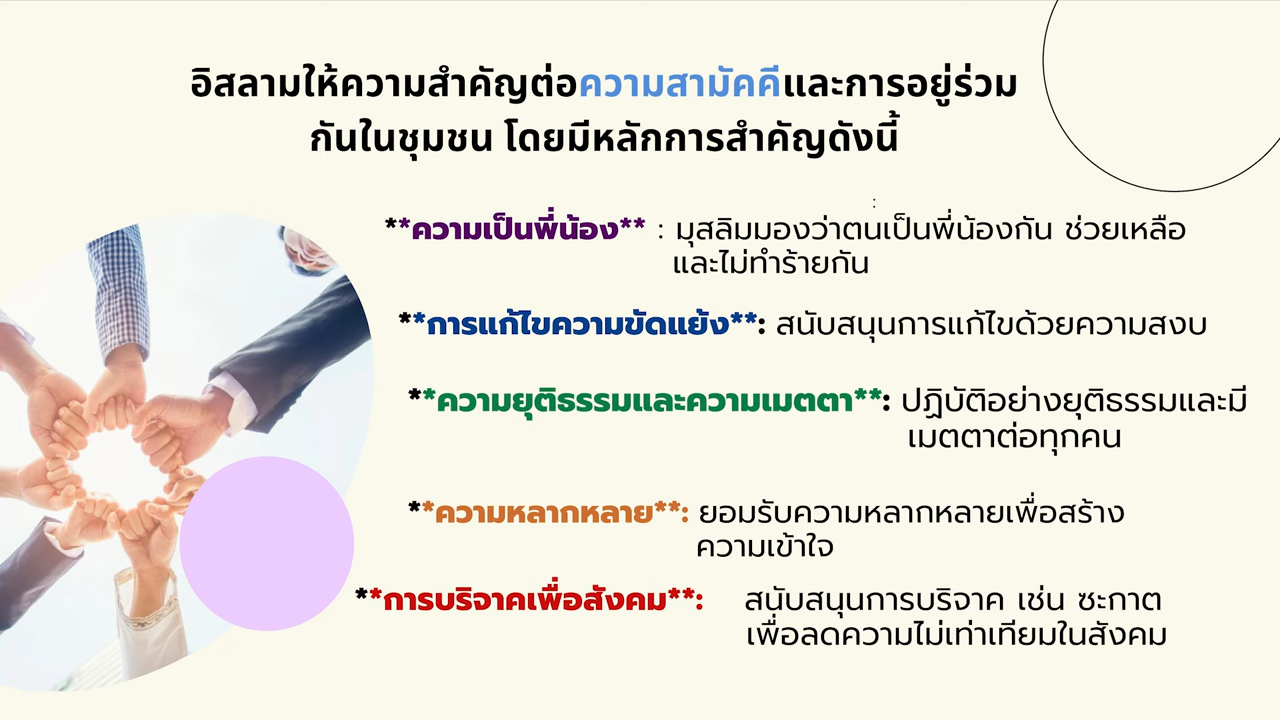 อิสลามให้ความสำคัญต่อความสามัคคีและการอยู่ร่วม
กันในชุมชน โดยมีหลักการสำคัญดังนี้
:
**ความเป็นพี่น้อง** : มุสลิมมองว่าตนเป็นพี่น้องกัน ช่วยเหลือ
และไม่ทำร้ายกัน
**การแก้ไขความขัดแย้ง**: สนับสนุนการแก้ไขด้วยความสงบ
**ความยุติธรรมและความเมตตา**: ปฏิบัติอย่างยุติธรรมและมี
เมตตาต่อทุกคน
**ความหลากหลาย**: ยอมรับความหลากหลายเพื่อสร้าง
ความเข้าใจ
**การบริจาคเพื่อสังคม**: สนับสนุนการบริจาค เช่น ซะกาต
เพื่อลดความไม่เท่าเทียมในสังคม